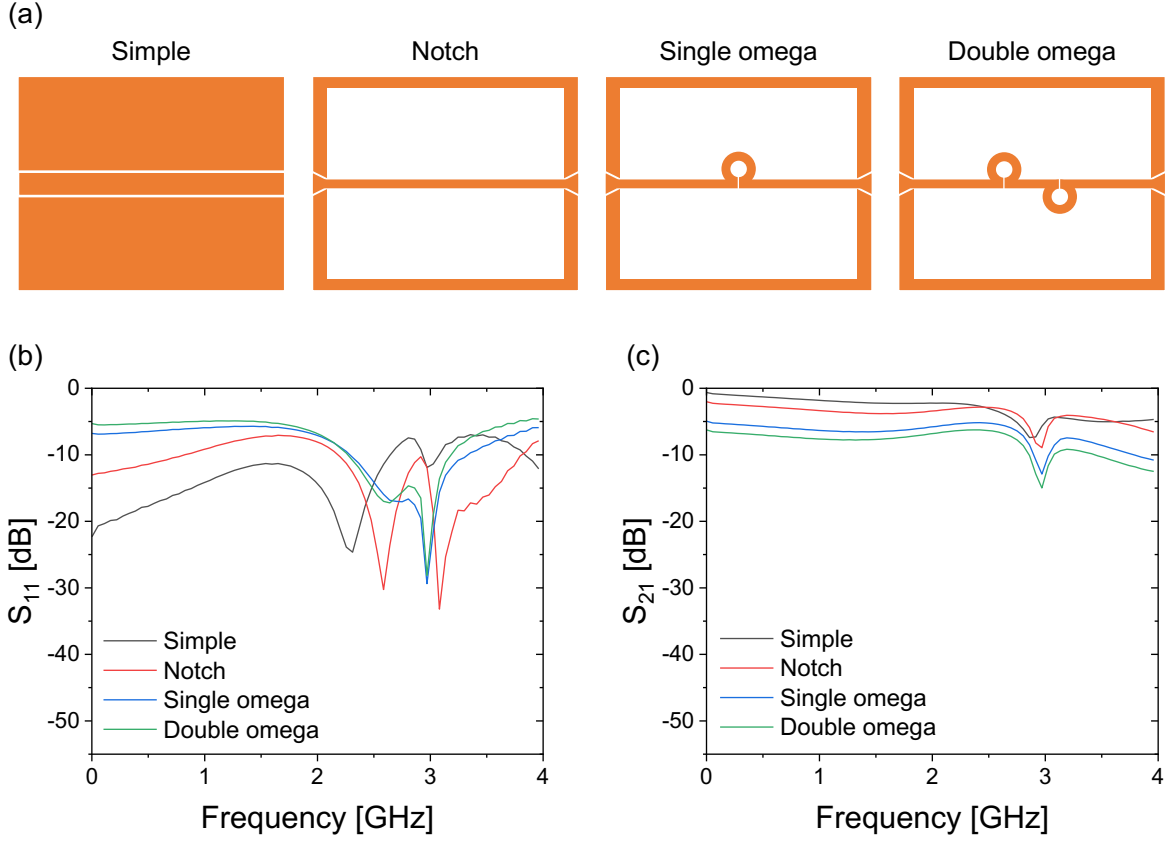 (a)
Simple
Notch
Single omega
Double omega
(b)
0
-10
-20
-30
-40
-50
S11 [dB]
Simple
Notch
Single omega
Double omega
0
1
2
3
4
Frequency [GHz]
(c)
0
-10
-20
-30
-40
-50
S21 [dB]
Simple
Notch
Single omega
Double omega
0
1
2
3
4
Frequency [GHz]